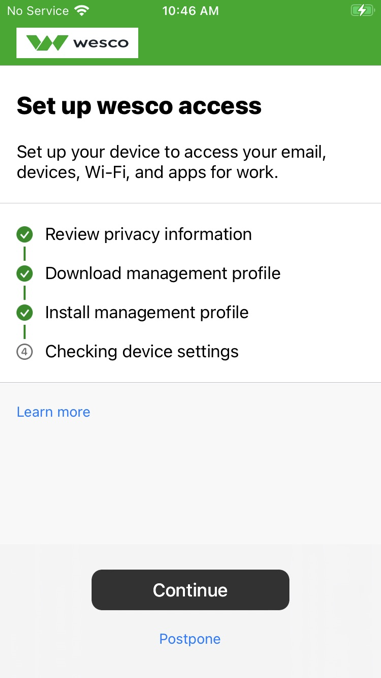 No Service 10:46 AM
wesco
Set up wesco access
Set up your device to access your email,
devices, Wi-Fi, and apps for work.
Review privacy information
Download management profile
Install management profile
4 Checking device settings
Learn more
Continue
Postpone